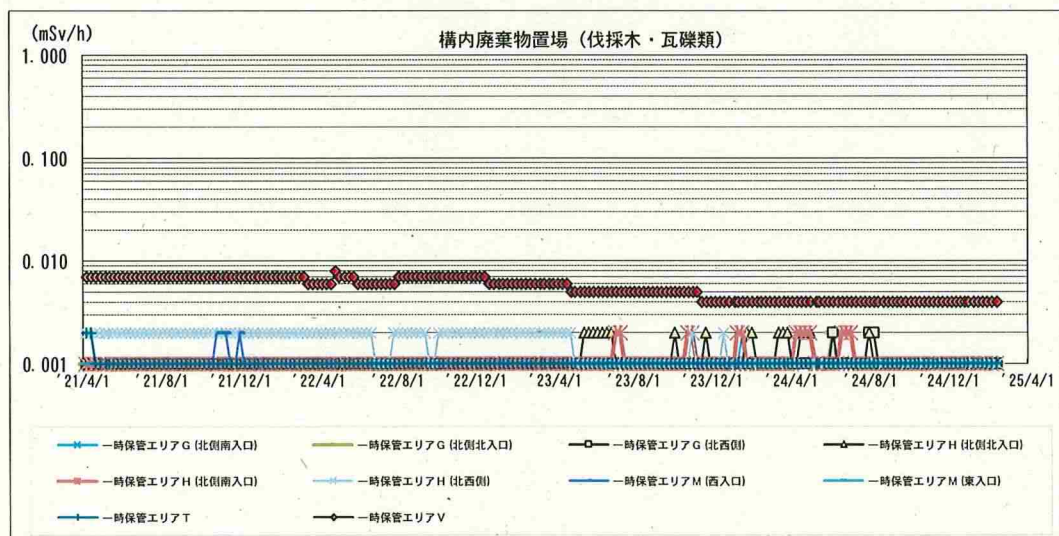 (mSv/h)
構内廃棄物置場（伐採木・瓦礫類）
1.000
0.100
0.010
0.001
21/4/1 21/8/1 21/12/1 22/4/1 22/8/1 22/12/1 23/4/1 23/8/1 23/12/1 24/4/1 24/8/1 24/12/1 25/4/1
一時保管エリアG (北側南入口) 一時保管エリアG (北側北入口) 一時保管エリアG (北西側) 一時保管エリアH (北側北入口)
一時保管エリアH (北側南入口) 一時保管エリアH (北西側) 一時保管エリアM (西入口) 一時保管エリアM (東入口)
一時保管エリアT 一時保管エリアV